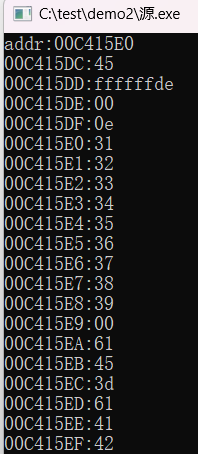 C:\test\demo2\源.exe
addr:00C415E0
00C415DC:45
00C415DD:ffffffde
00C415DE:00
00C415DF:0e
00C415E0:31
00C415E1:32
00C415E2:33
00C415E3:34
00C415E4:35
00C415E5:36
00C415E6:37
00C415E7:38
00C415E8:39
00C415E9:00
00C415EA:61
00C415EB:45
00C415EC:3d
00C415ED:61
00C415EE:41
00C415EF:42